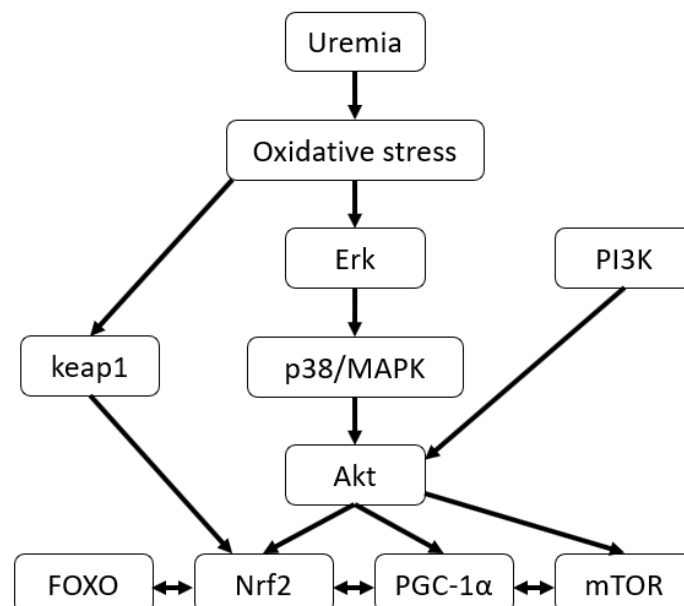 Uremia
Oxidative stress
Erk
PI3K
keap1
p38/MAPK
Akt
FOXO
Nrf2
PGC-1α
mTOR